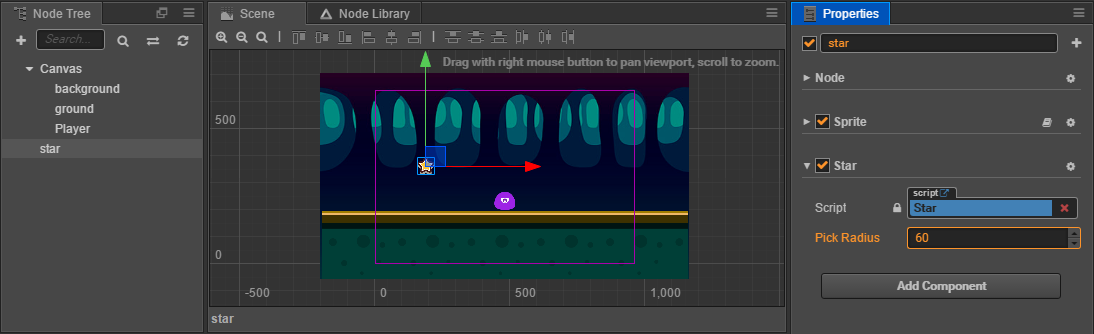 Node Tree
Search...
Canvas
background
ground
Player
star
Scene
Node Library
Drag with right mouse button to pan viewport, scroll to zoom.
500
0
-500
0
500
1,000
star
Properties
star
Node
Sprite
Star
script
Script
Star
Pick Radius
60
Add Component